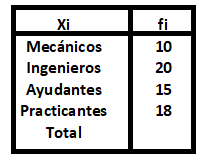 Xi fi
Mecánicos 10
Ingenieros 20
Ayudantes 15
Practicantes 18
Total